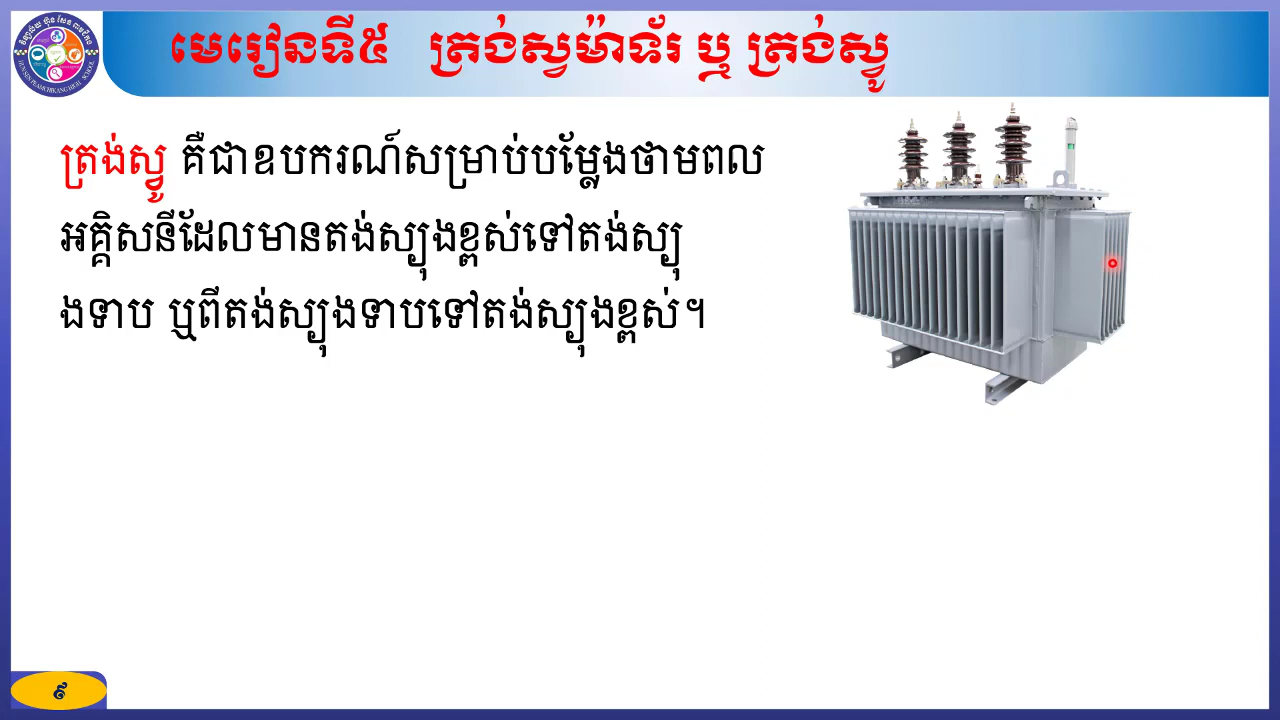 មេរៀនទី៥ ត្រង់ស្វម៉ាទ័រ ឬ ត្រង់ស្វូ
ត្រង់ស្វូ គឺជាឧបករណ៍សម្រាប់បម្លែងថាមពល
អគ្គិសនីដែលមានតង់ស្យុងខ្ពស់ទៅតង់ស្យុ
ងទាប ឬពីតង់ស្យុងទាបទៅតង់ស្យុងខ្ពស់។
៩